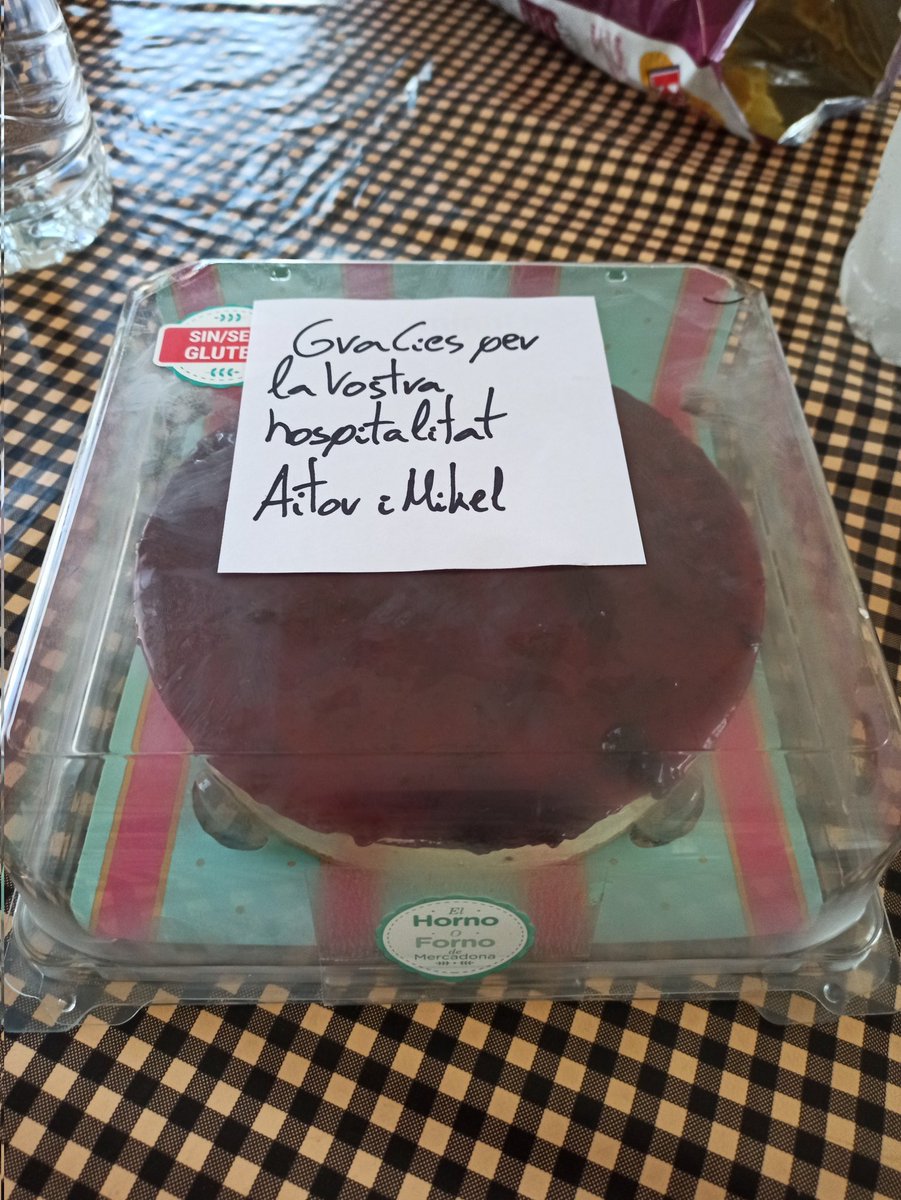 SIN/SE
GLUTE
Gracies per
la Vostra
hospitalitat
Aitor i Mikel
El
Horno
o
Forno
de
Mercadona